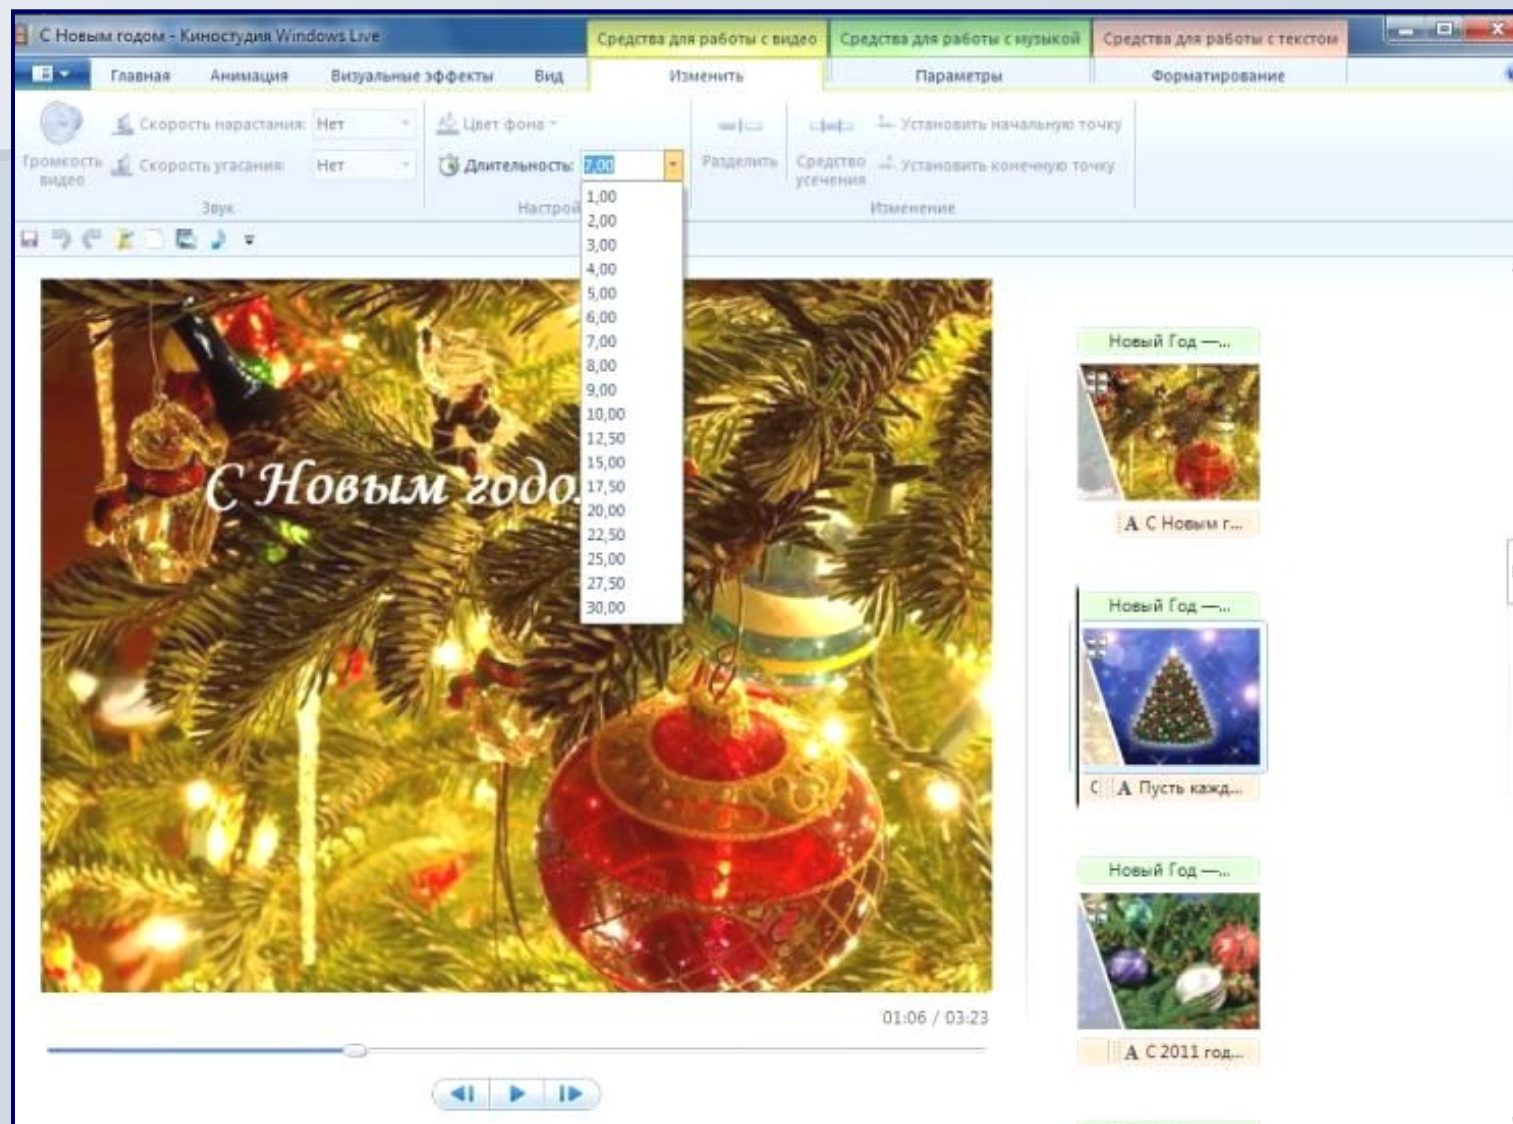 С Новым годом - Киностудия Windows Live
Средства для работы с видео
Средства для работы с музыкой
Средства для работы с текстом
Главная
Анимация
Визуальные эффекты
Вид
Изменить
Параметры
Форматирование
Громкость видео
Скорость нарастания: Нет
Скорость угасания: Нет
Звук
Цвет фона
Длительность: 7,00
Настрой
Разделить
Средство усечения
Установить начальную точку
Установить конечную точку
Изменение
1,00
2,00
3,00
4,00
5,00
6,00
7,00
8,00
9,00
10,00
12,50
15,00
17,50
20,00
22,50
25,00
27,50
30,00
С Новым годо
01:06 / 03:23
Новый Год —...
А С Новым г...
Новый Год —...
С А Пусть кажд...
Новый Год —...
А С 2011 год...